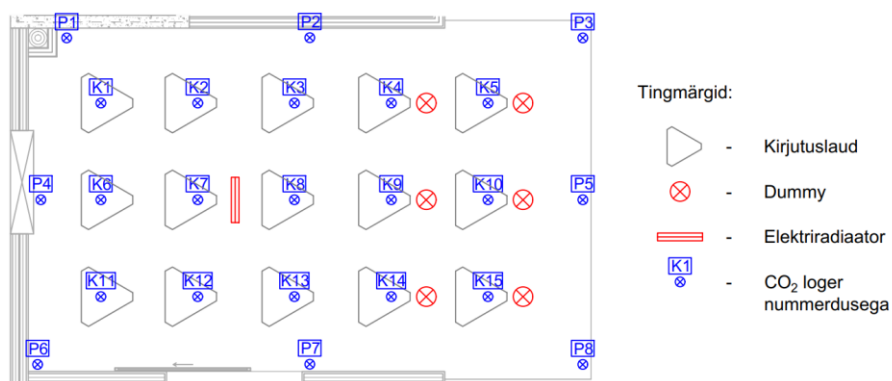 P1 P2 P3
K1 K2 K3 K4 K5
P4 K6 K7 K8 K9 K10 P5
K11 K12 K13 K14 K15
P6 P7 P8
Tingmärgid:
- Kirjutuslaud
- Dummy
- Elektriradiaator
K1 - CO₂ loger
nummerdusega